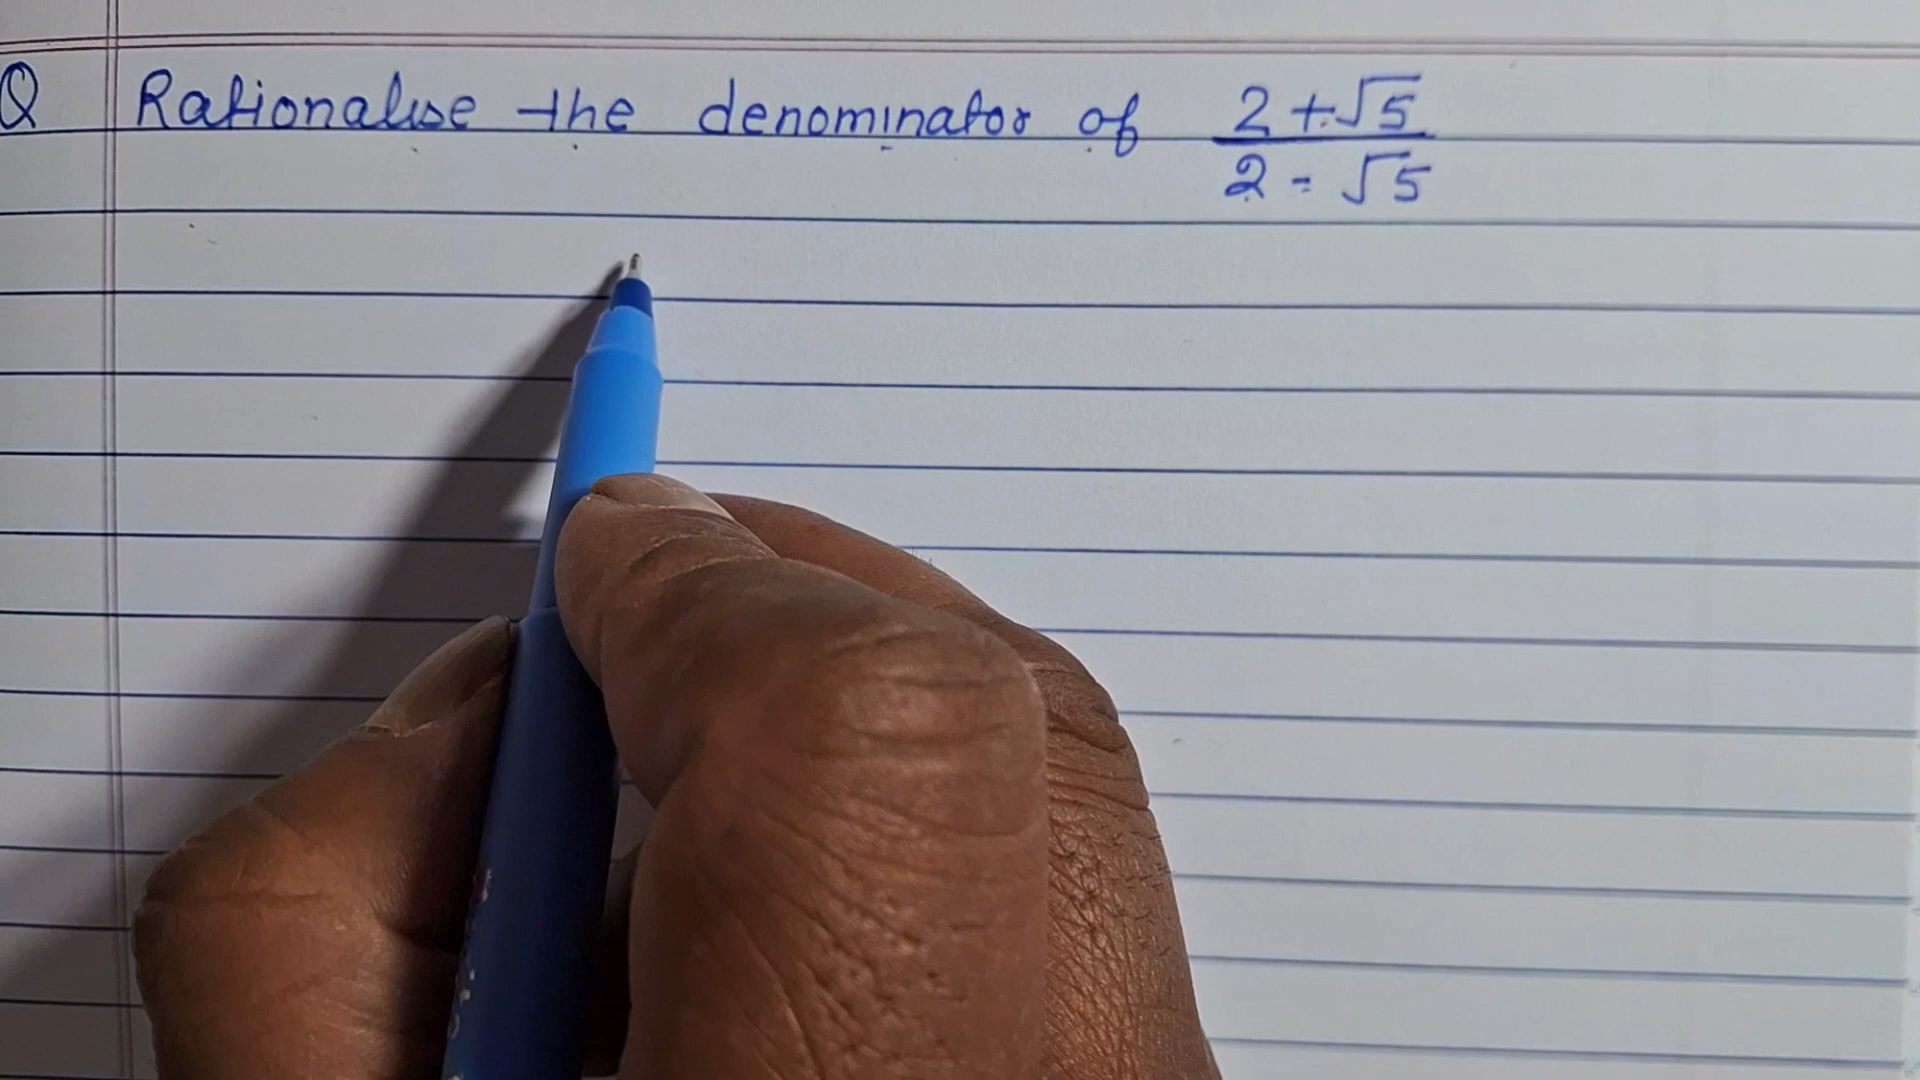 Q Rationalise the denominator of 2+√5
2-√5